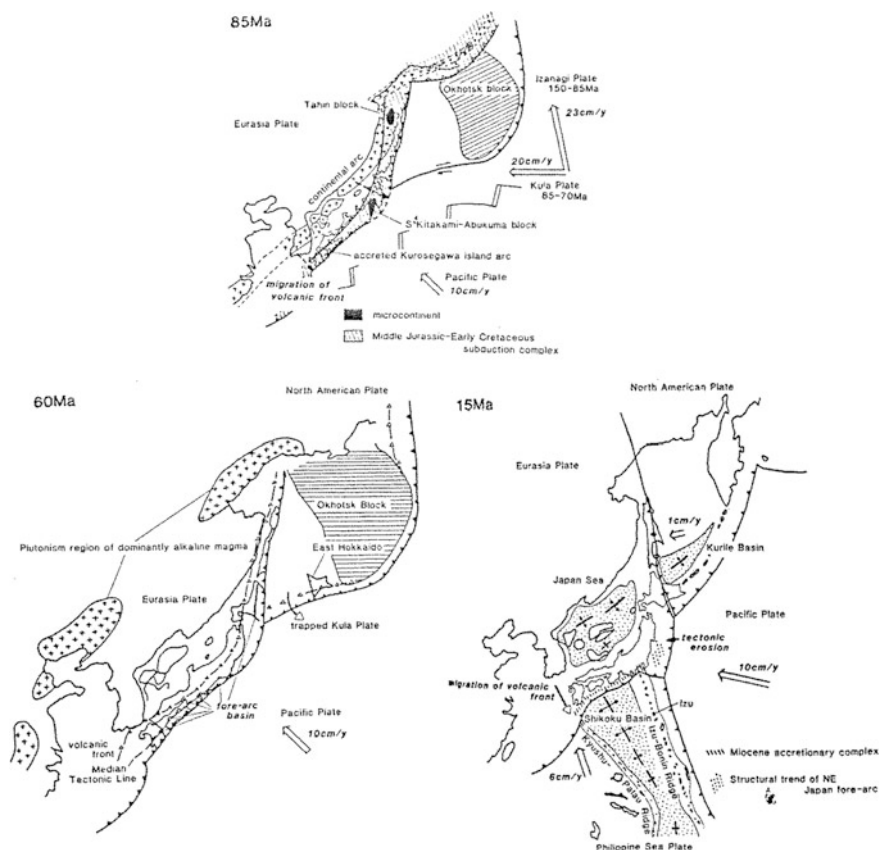 85Ma
Izanagi Plate
150-85Ma
Okhotsk block
Tahin block
Eurasia Plate
23cm/y
20cm/y
continental arc
Kula Plate
85-70Ma
S. Kitakami-Abukuma block
accreted Kurosegawa island arc
Pacific Plate
10cm/y
migration of
volcanic front
microcontinent
Middle Jurassic-Early Cretaceous
subduction complex
60Ma
North American Plate
Okhotsk Block
Plutonism region of dominantly alkaline magma
East Hokkaido
Eurasia Plate
trapped Kula Plate
fore-arc
basin
Pacific Plate
10cm/y
volcanic
front
Median
Tectonic Line
15Ma
North American Plate
Eurasia Plate
1cm/y
Kurile Basin
Japan Sea
Pacific Plate
tectonic
erosion
10cm/y
migration of volcanic
front
Izu
Shikoku Basin
Izu-Bonin Ridge
Kyushu-
Palau Ridge
6cm/y
Miocene accretionary complex
Structural trend of NE
Japan fore-arc
Philippine Sea Plate